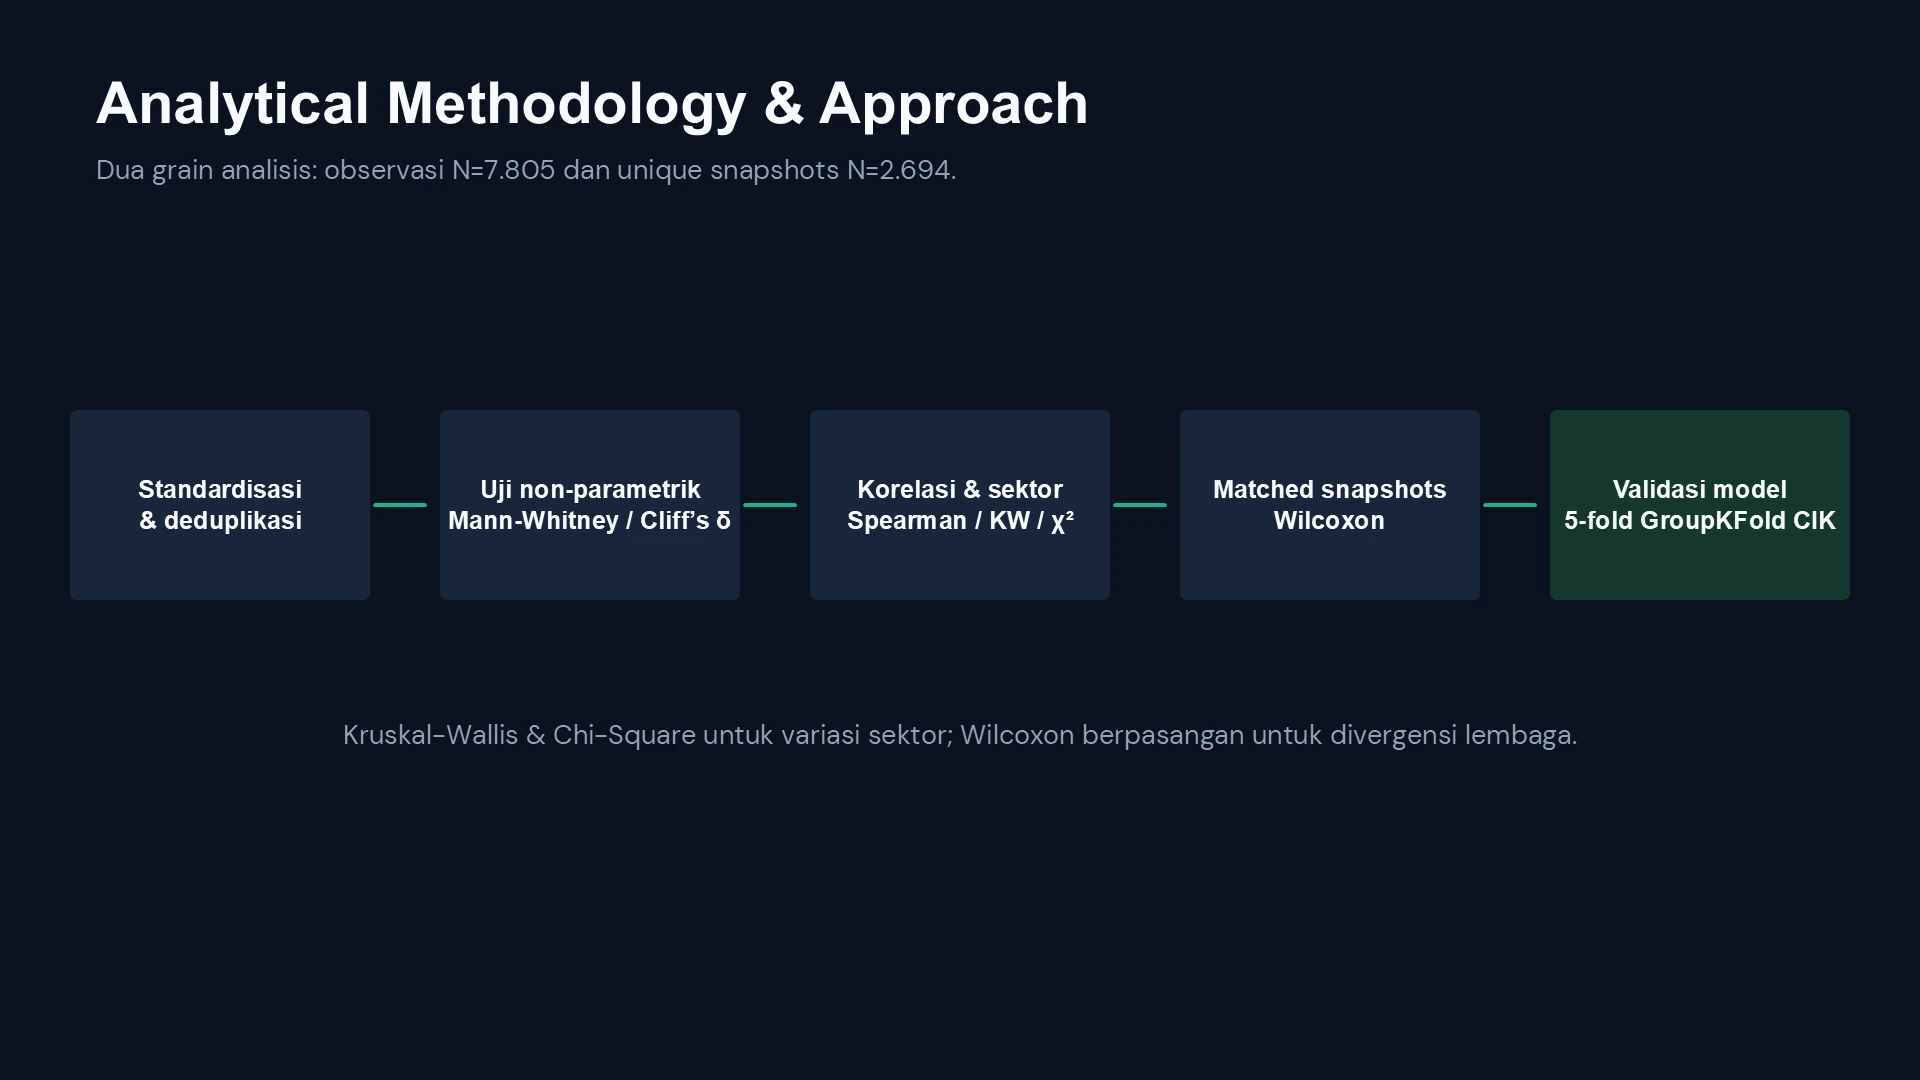 Analytical Methodology & Approach
Dua grain analisis: observasi N=7.805 dan unique snapshots N=2.694.
Standardisasi
& deduplikasi
Uji non-parametrik
Mann-Whitney / Cliff’s δ
Korelasi & sektor
Spearman / KW / χ²
Matched snapshots
Wilcoxon
Validasi model
5-fold GroupKFold CIK
Kruskal-Wallis & Chi-Square untuk variasi sektor; Wilcoxon berpasangan untuk divergensi lembaga.